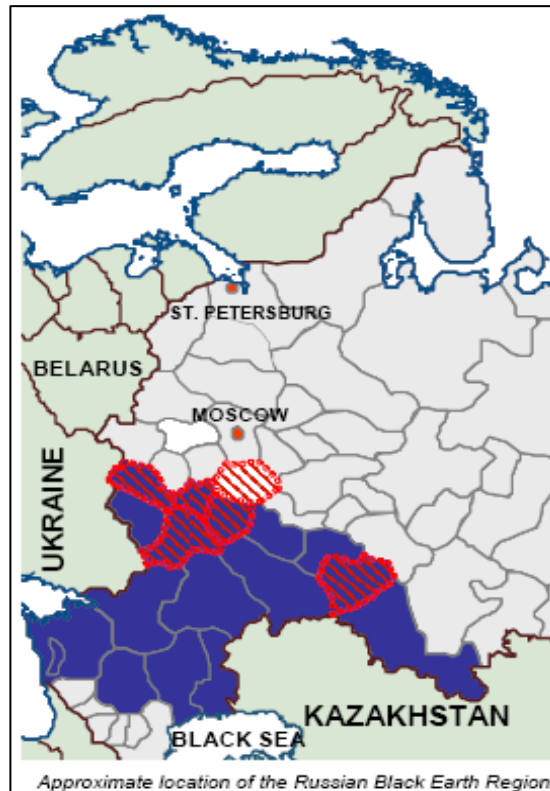 ST. PETERSBURG
BELARUS
MOSCOW
UKRAINE
KAZAKHSTAN
BLACK SEA
Approximate location of the Russian Black Earth Region